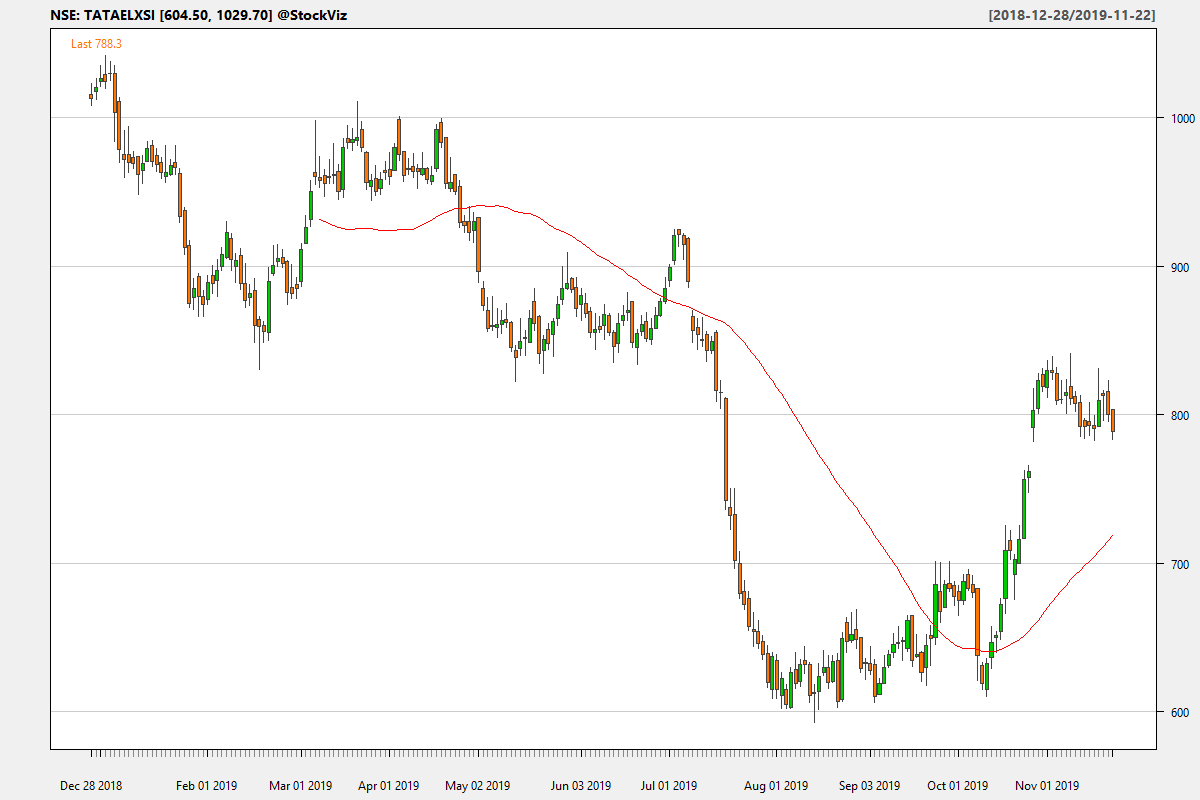 NSE: TATAELXSI [604.50, 1029.70] @StockViz
[2018-12-28/2019-11-22]
Last 788.3
1000
900
800
700
600
Dec 28 2018
Feb 01 2019
Mar 01 2019
Apr 01 2019
May 02 2019
Jun 03 2019
Jul 01 2019
Aug 01 2019
Sep 03 2019
Oct 01 2019
Nov 01 2019